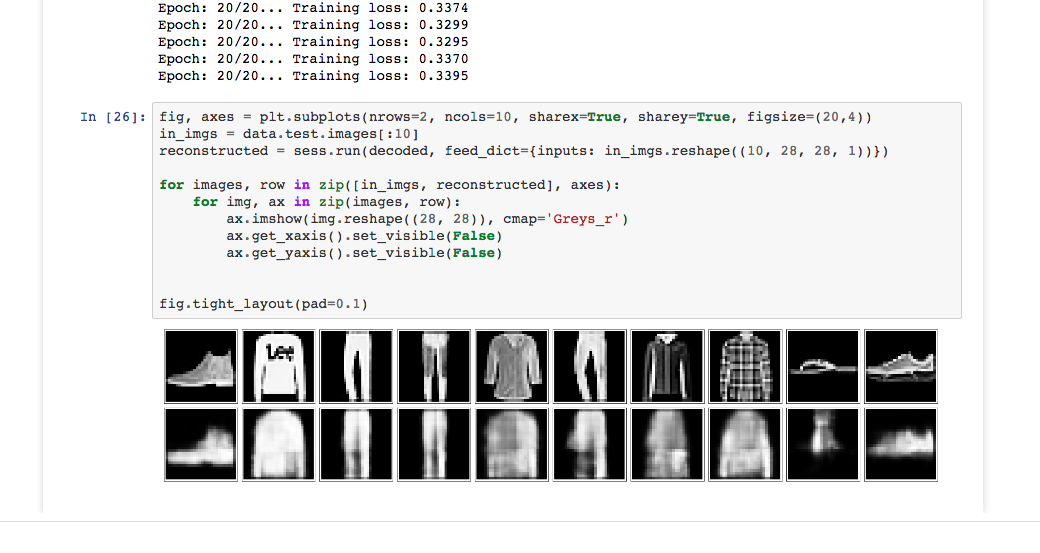 Epoch: 20/20... Training loss: 0.3374
Epoch: 20/20... Training loss: 0.3299
Epoch: 20/20... Training loss: 0.3295
Epoch: 20/20... Training loss: 0.3370
Epoch: 20/20... Training loss: 0.3395
In [26]: fig, axes = plt.subplots(nrows=2, ncols=10, sharex=True, sharey=True, figsize=(20,4))
in_imgs = data.test.images[:10]
reconstructed = sess.run(decoded, feed_dict={inputs: in_imgs.reshape((10, 28, 28, 1))})
for images, row in zip([in_imgs, reconstructed], axes):
    for img, ax in zip(images, row):
        ax.imshow(img.reshape((28, 28)), cmap='Greys_r')
        ax.get_xaxis().set_visible(False)
        ax.get_yaxis().set_visible(False)
fig.tight_layout(pad=0.1)
Lee